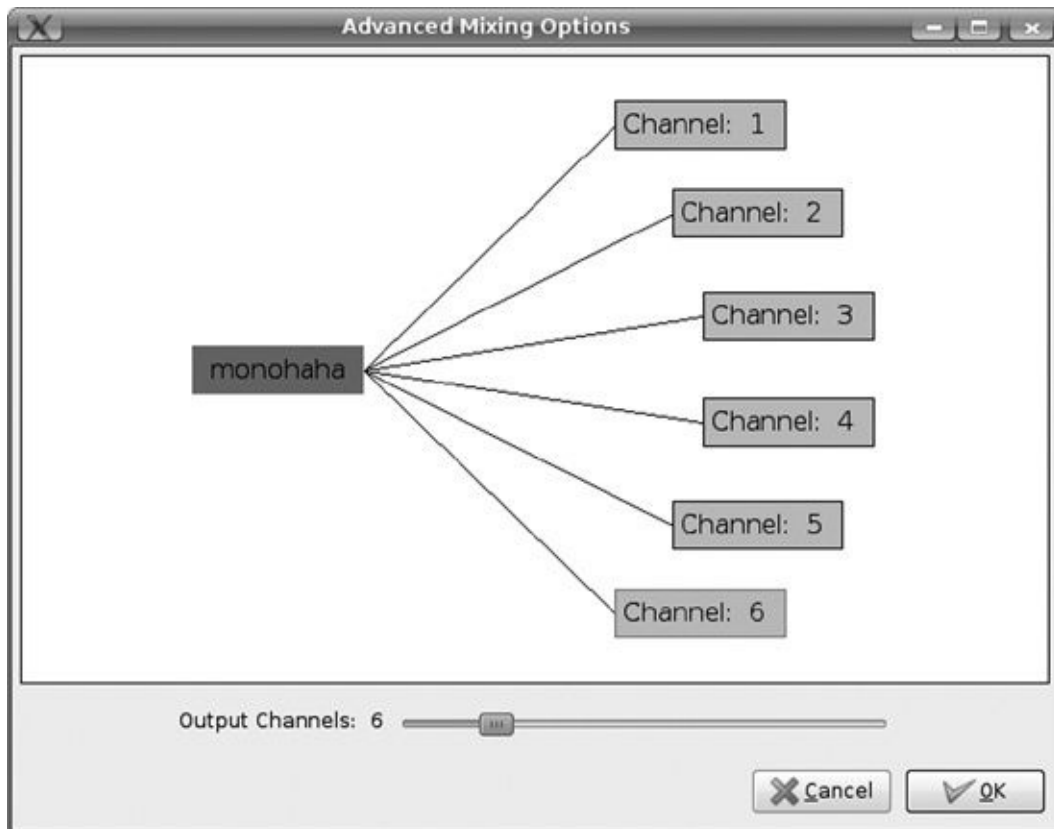 Advanced Mixing Options
Channel: 1
Channel: 2
Channel: 3
monohaha
Channel: 4
Channel: 5
Channel: 6
Output Channels: 6
Cancel
OK